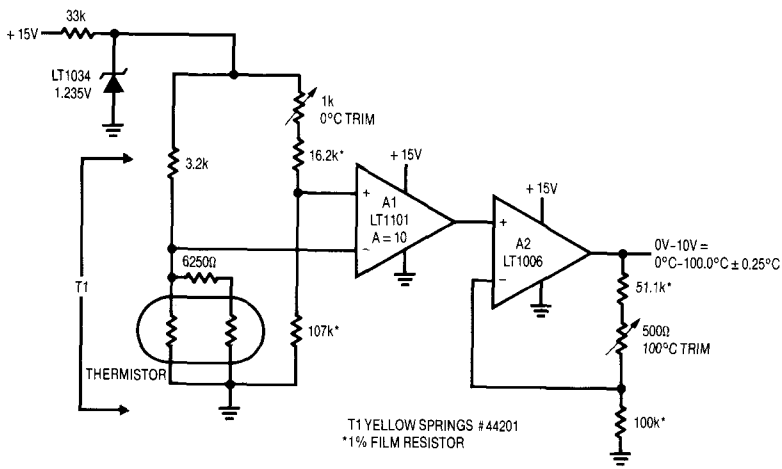 33k
+ 15V
LT1034
1.235V
1k
0°C TRIM
3.2k
16.2k*
+ 15V
+
A1
LT1101
A = 10
−
+ 15V
+
A2
LT1006
−
0V–10V =
0°C–100.0°C ± 0.25°C
6250Ω
T1
51.1k*
107k*
500Ω
100°C TRIM
THERMISTOR
100k*
T1 YELLOW SPRINGS #44201
*1% FILM RESISTOR